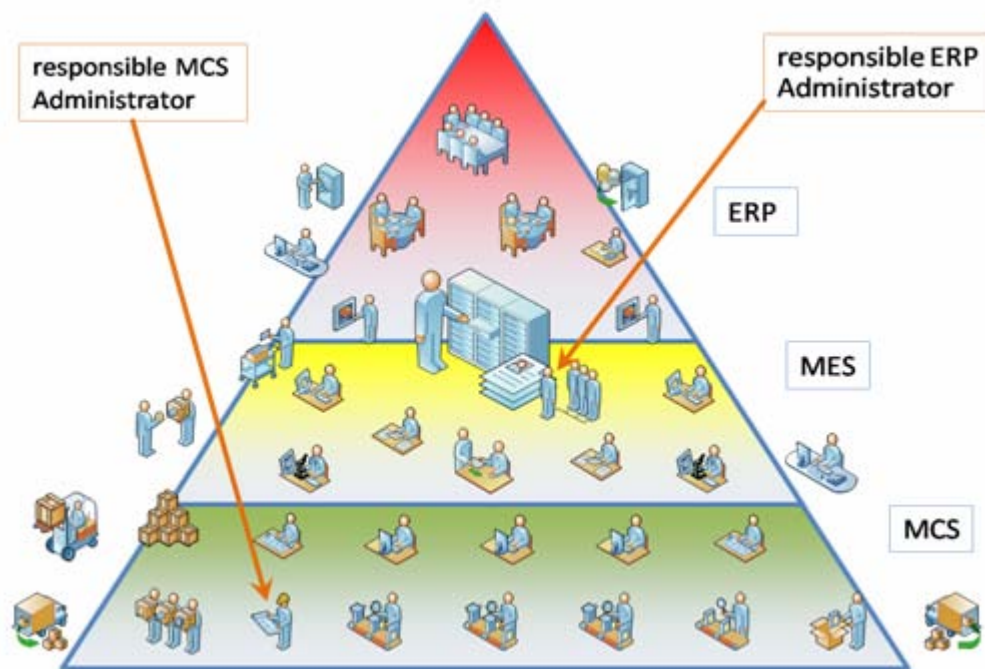 responsible MCS
Administrator
responsible ERP
Administrator
ERP
MES
MCS